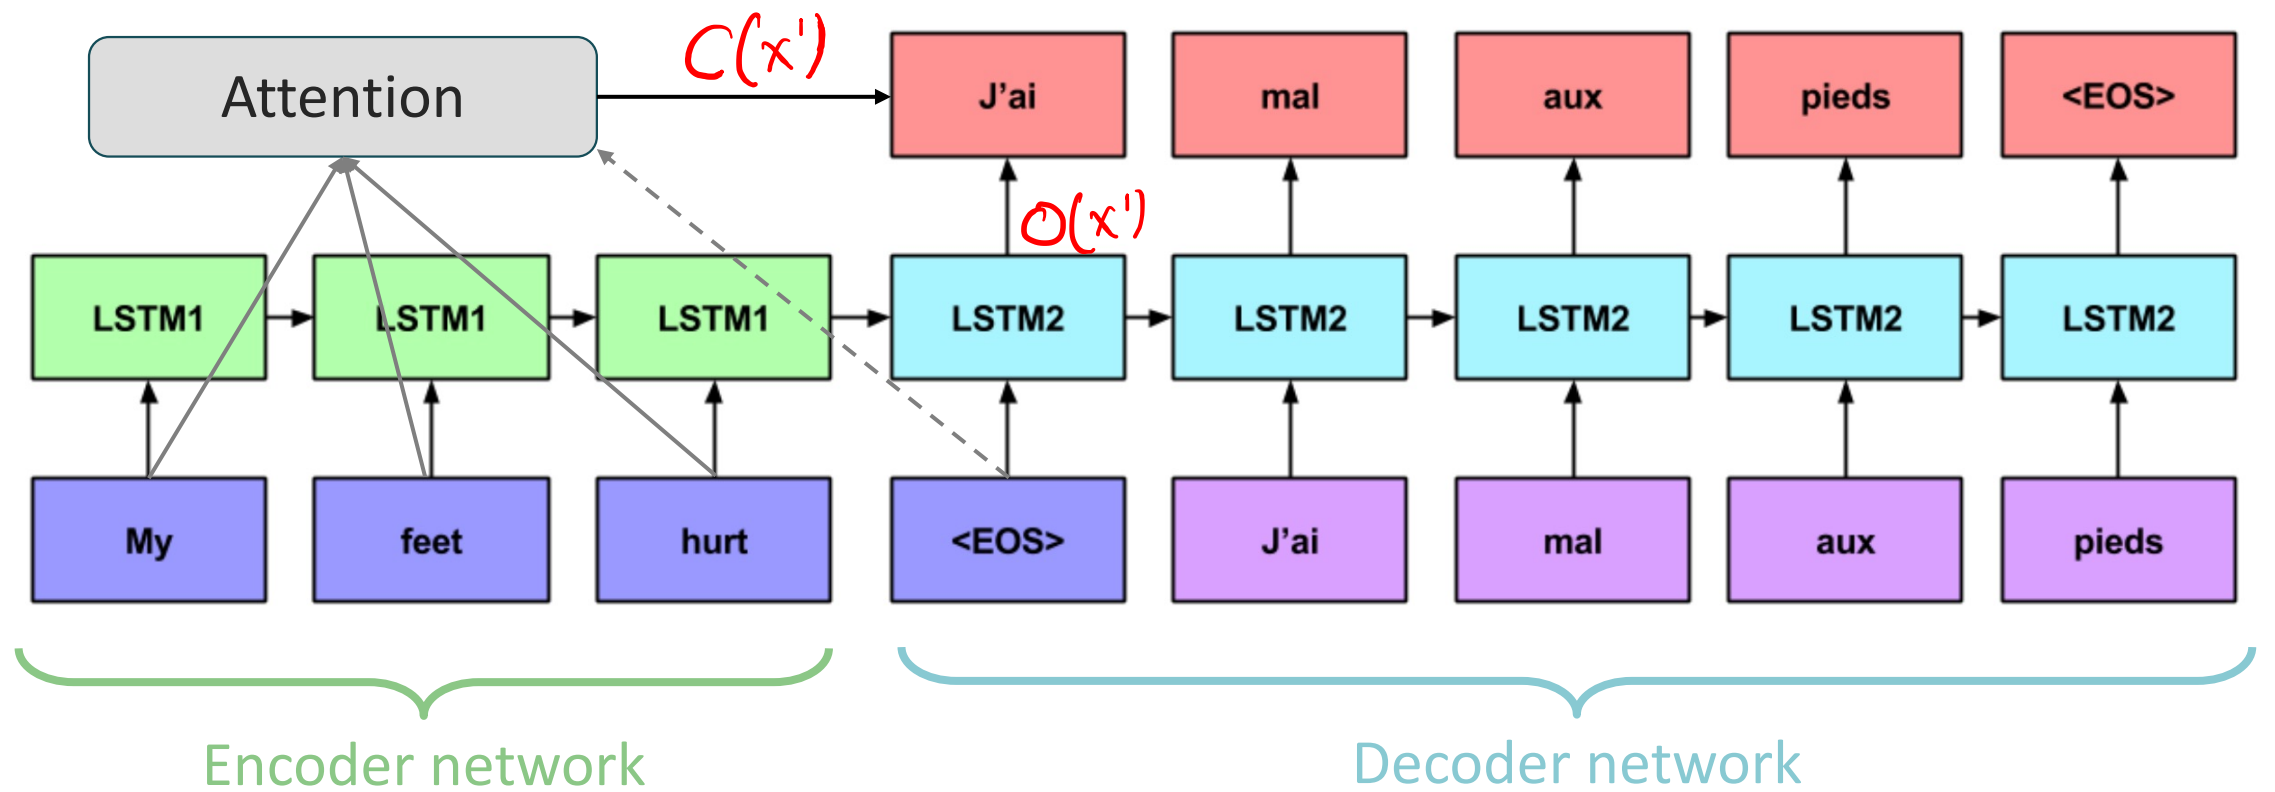 C(x')
Attention
J'ai
mal
aux
pieds
<EOS>
O(x')
LSTM1
LSTM1
LSTM1
LSTM2
LSTM2
LSTM2
LSTM2
LSTM2
My
feet
hurt
<EOS>
J'ai
mal
aux
pieds
Encoder network
Decoder network